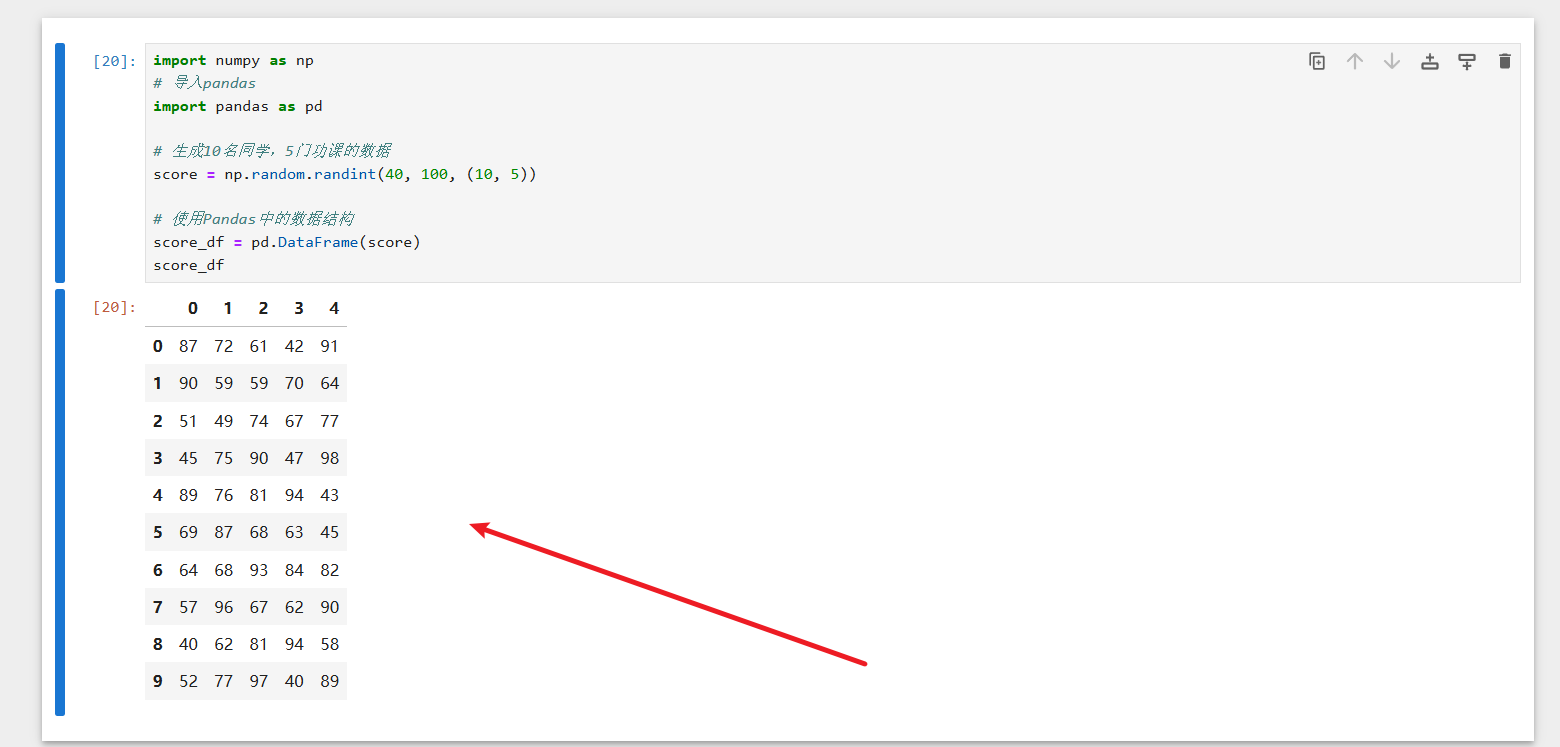 [20]: import numpy as np
# 导入pandas
import pandas as pd
# 生成10名同学，5门功课的数据
score = np.random.randint(40, 100, (10, 5))
# 使用Pandas中的数据结构
score_df = pd.DataFrame(score)
score_df
[20]: 0 1 2 3 4
0 87 72 61 42 91
1 90 59 59 70 64
2 51 49 74 67 77
3 45 75 90 47 98
4 89 76 81 94 43
5 69 87 68 63 45
6 64 68 93 84 82
7 57 96 67 62 90
8 40 62 81 94 58
9 52 77 97 40 89